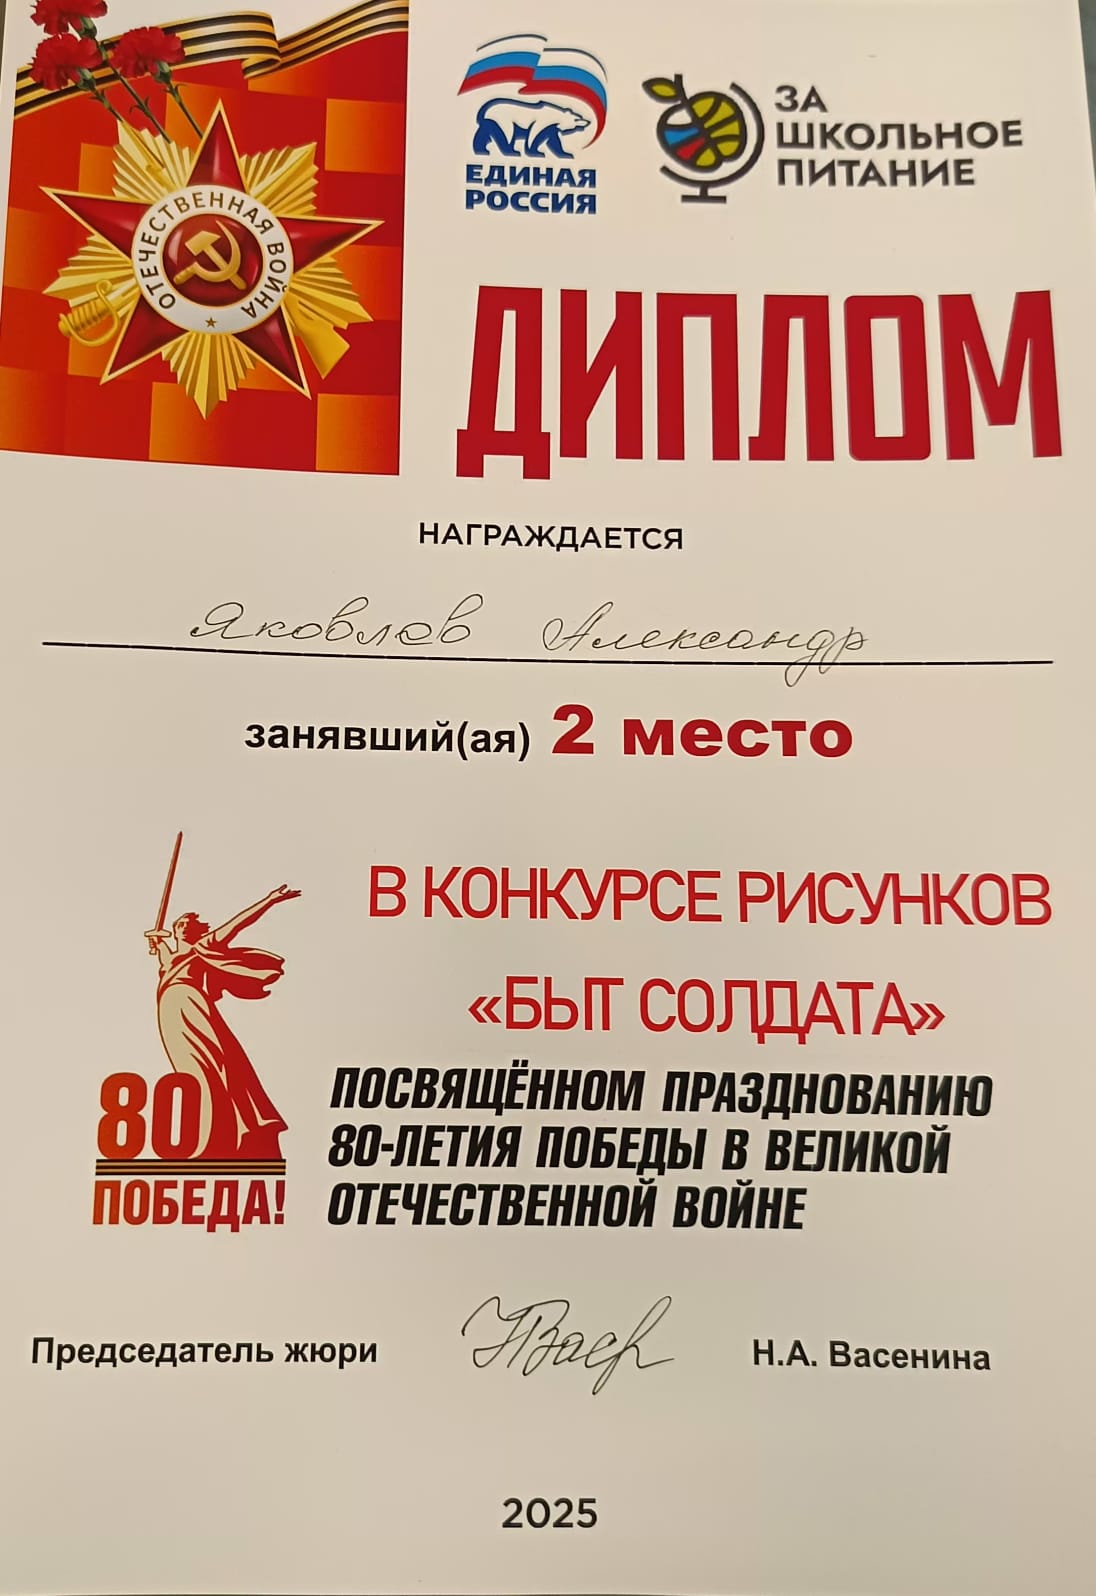 ОТЕЧЕСТВЕННАЯ ВОЙНА
ЕДИНАЯ
РОССИЯ
ЗА
ШКОЛЬНОЕ
ПИТАНИЕ
ДИПЛОМ
НАГРАЖДАЕТСЯ
Яковлев Александр
занявший(ая) 2 место
В КОНКУРСЕ РИСУНКОВ
«БЫТ СОЛДАТА»
ПОСВЯЩЁННОМ ПРАЗДНОВАНИЮ
80-ЛЕТИЯ ПОБЕДЫ В ВЕЛИКОЙ
ОТЕЧЕСТВЕННОЙ ВОЙНЕ
80
ПОБЕДА!
Председатель жюри Н.А. Васенина
2025